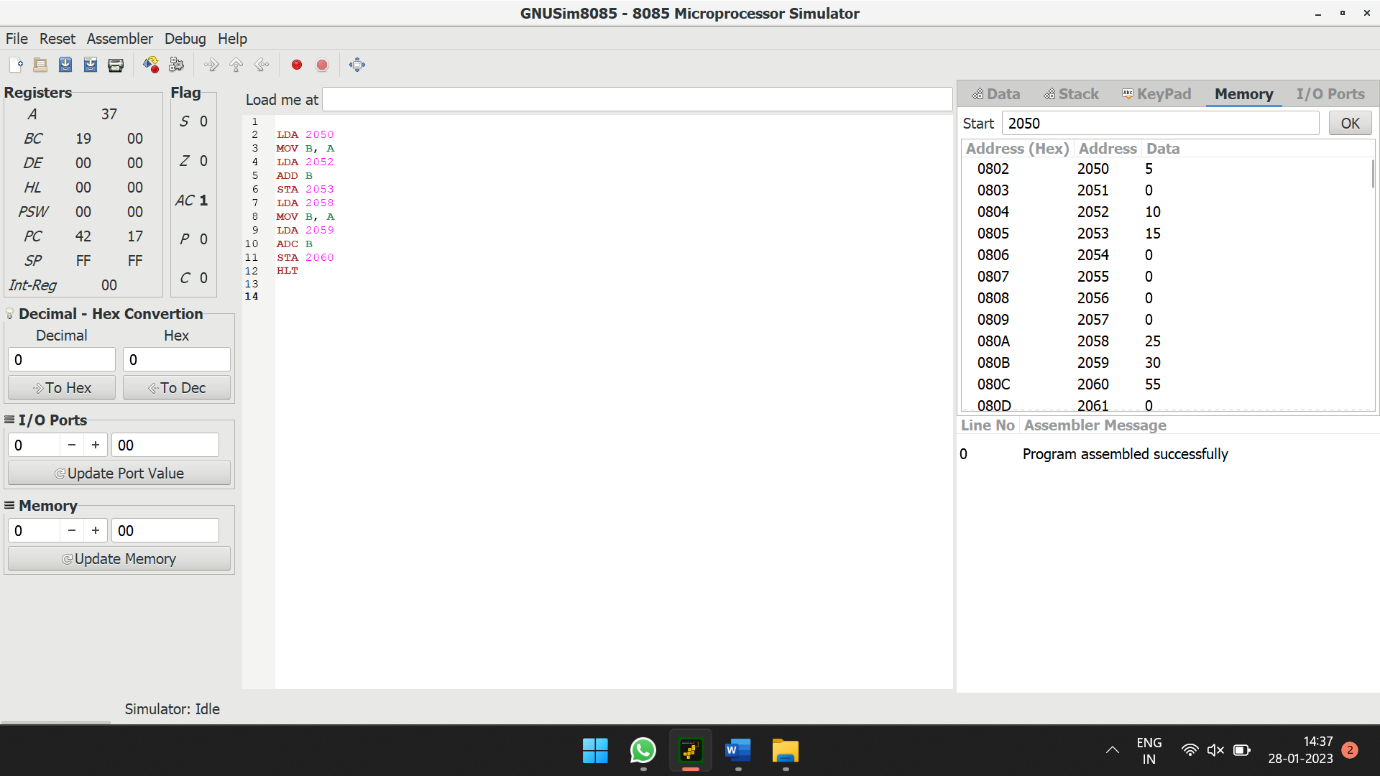 GNUSim8085 - 8085 Microprocessor Simulator
File Reset Assembler Debug Help
Registers
A 37
BC 19 00
DE 00 00
HL 00 00
PSW 00 00
PC 42 17
SP FF FF
Int-Reg 00
Flag
S 0
Z 0
AC 1
P 0
C 0
Decimal - Hex Convertion
Decimal Hex
0 0
To Hex To Dec
I/O Ports
0 - + 00
Update Port Value
Memory
0 - + 00
Update Memory
Load me at
1
2 LDA 2050
3 MOV B, A
4 LDA 2052
5 ADD B
6 STA 2053
7 LDA 2058
8 MOV B, A
9 LDA 2059
10 ADC B
11 STA 2060
12 HLT
13
14
Data Stack KeyPad Memory I/O Ports
Start 2050 OK
Address (Hex) Address Data
0802 2050 5
0803 2051 0
0804 2052 10
0805 2053 15
0806 2054 0
0807 2055 0
0808 2056 0
0809 2057 0
080A 2058 25
080B 2059 30
080C 2060 55
080D 2061 0
Line No Assembler Message
0 Program assembled successfully
Simulator: Idle
W
ENG
IN
14:37
28-01-2023
2